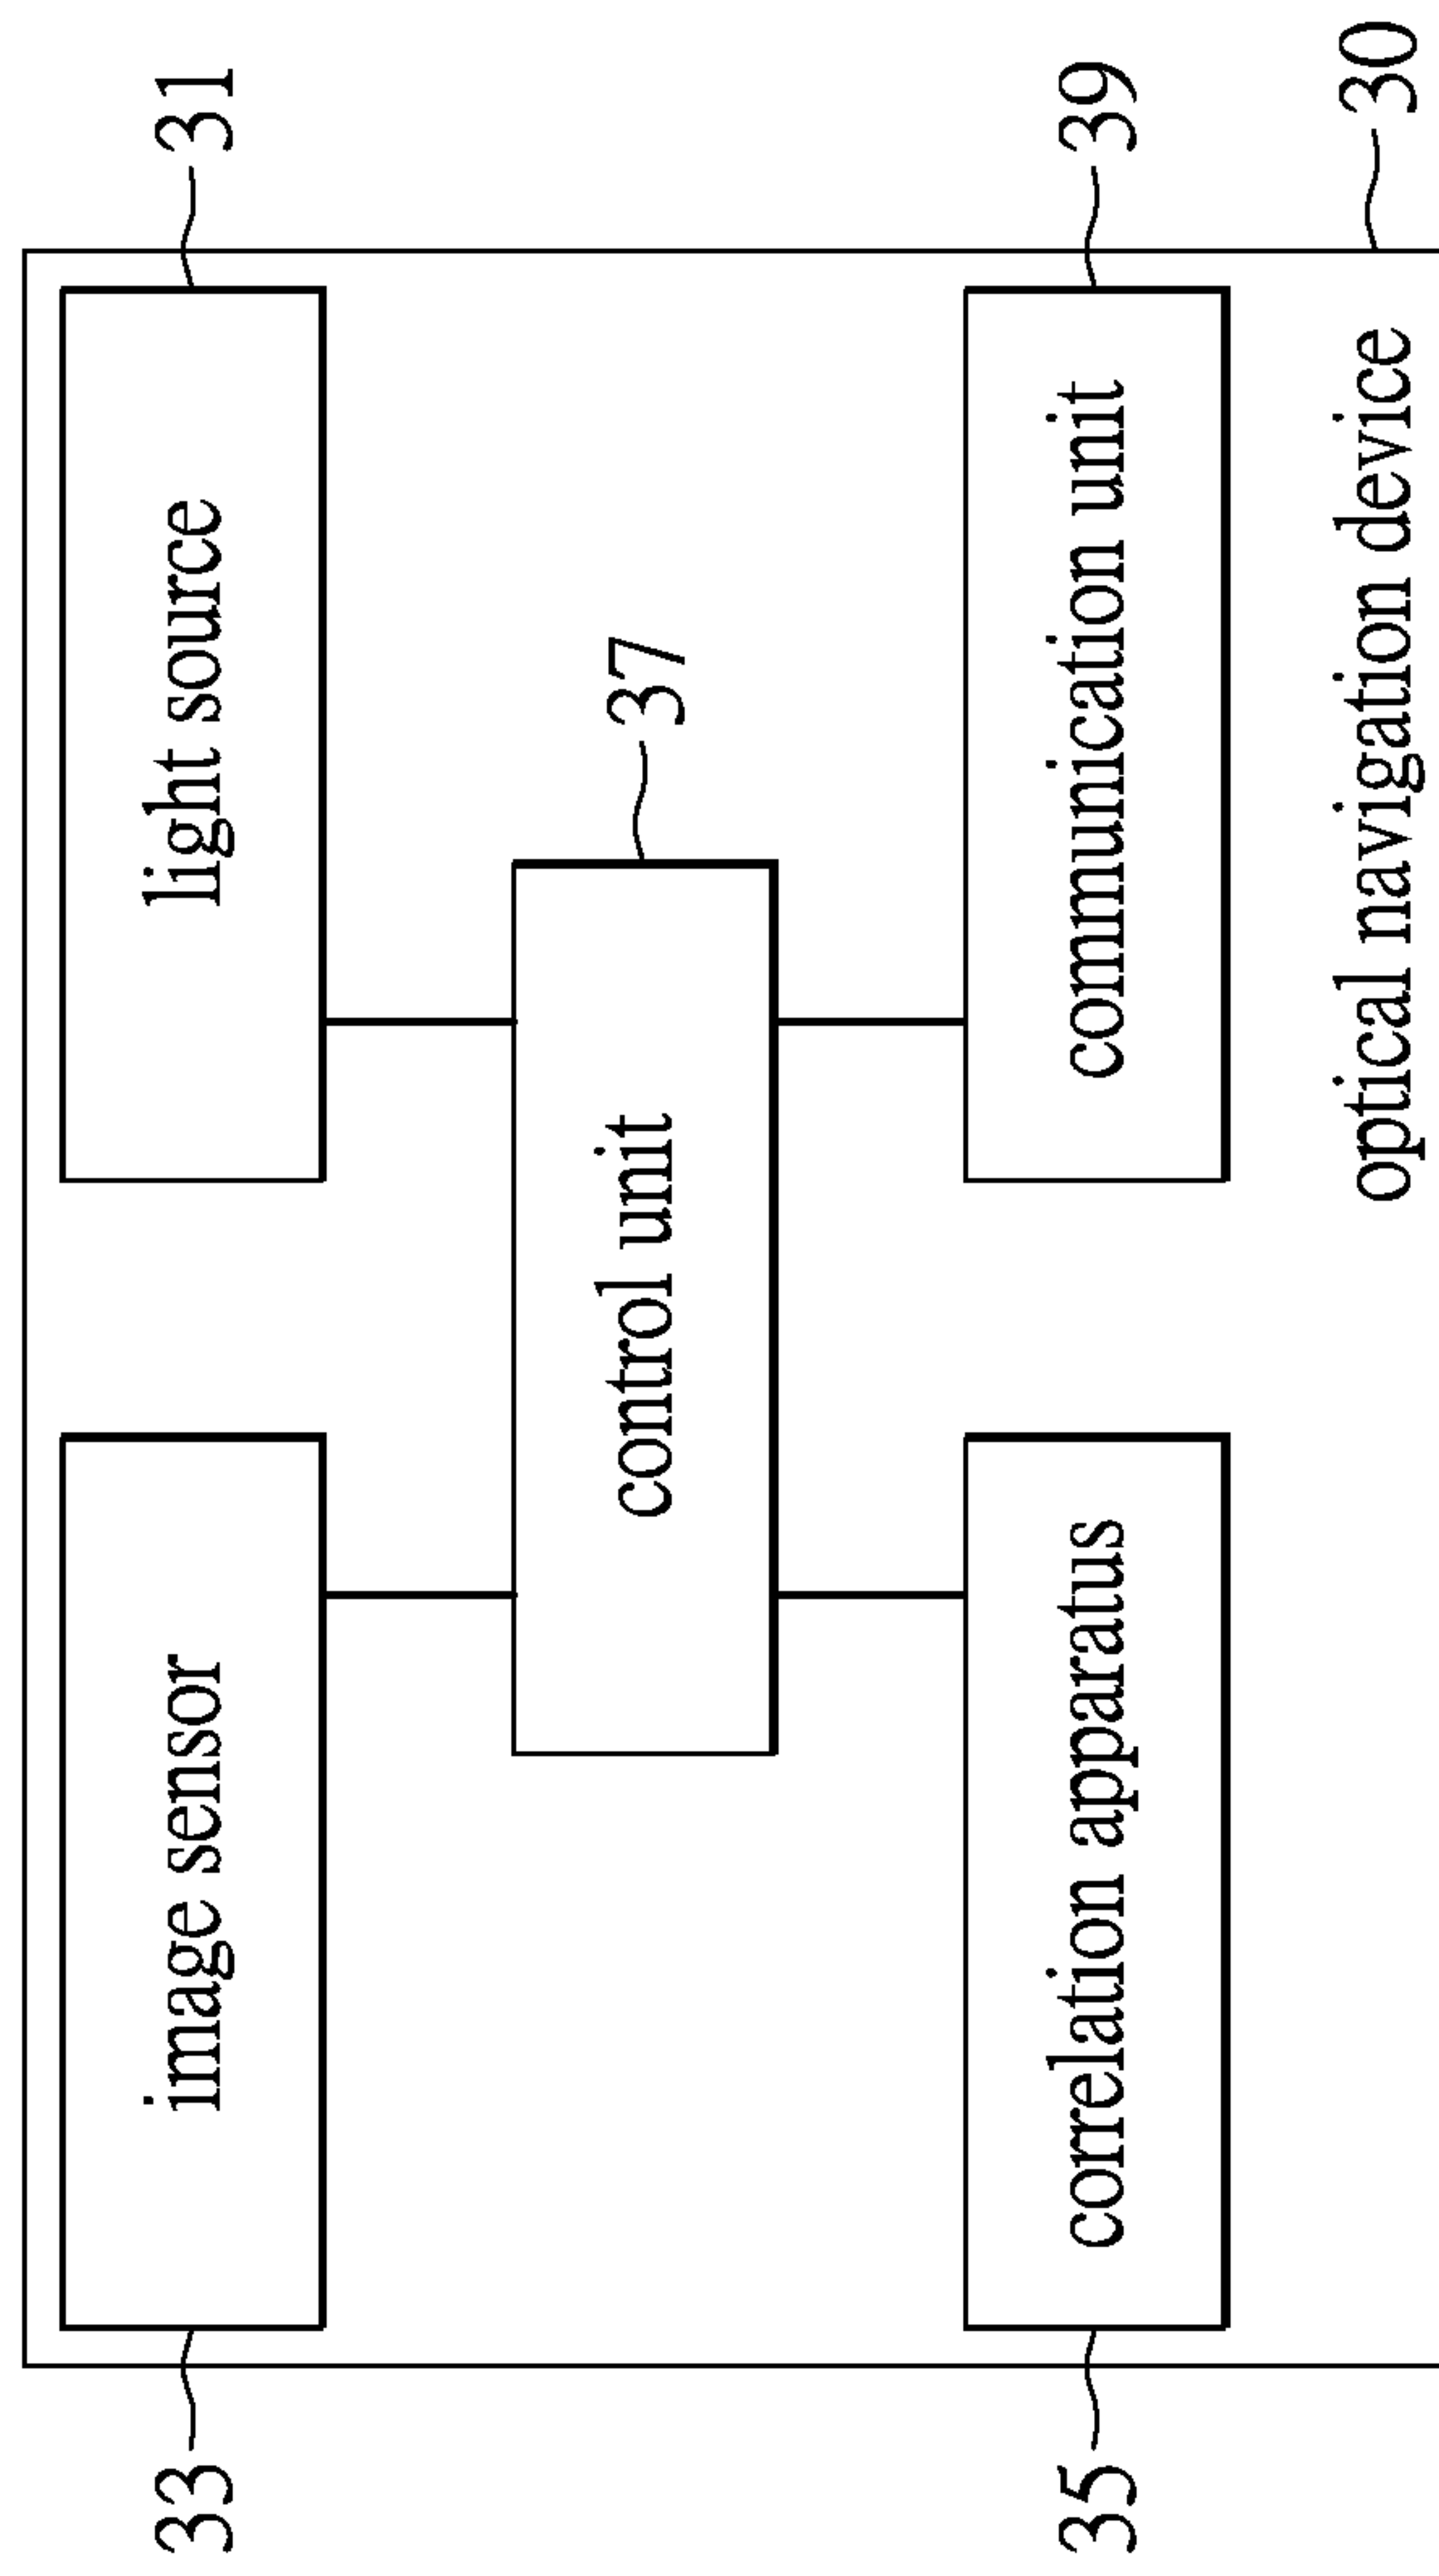 33
image sensor
light source
31
control unit
37
35
correlation apparatus
communication unit
39
optical navigation device
30